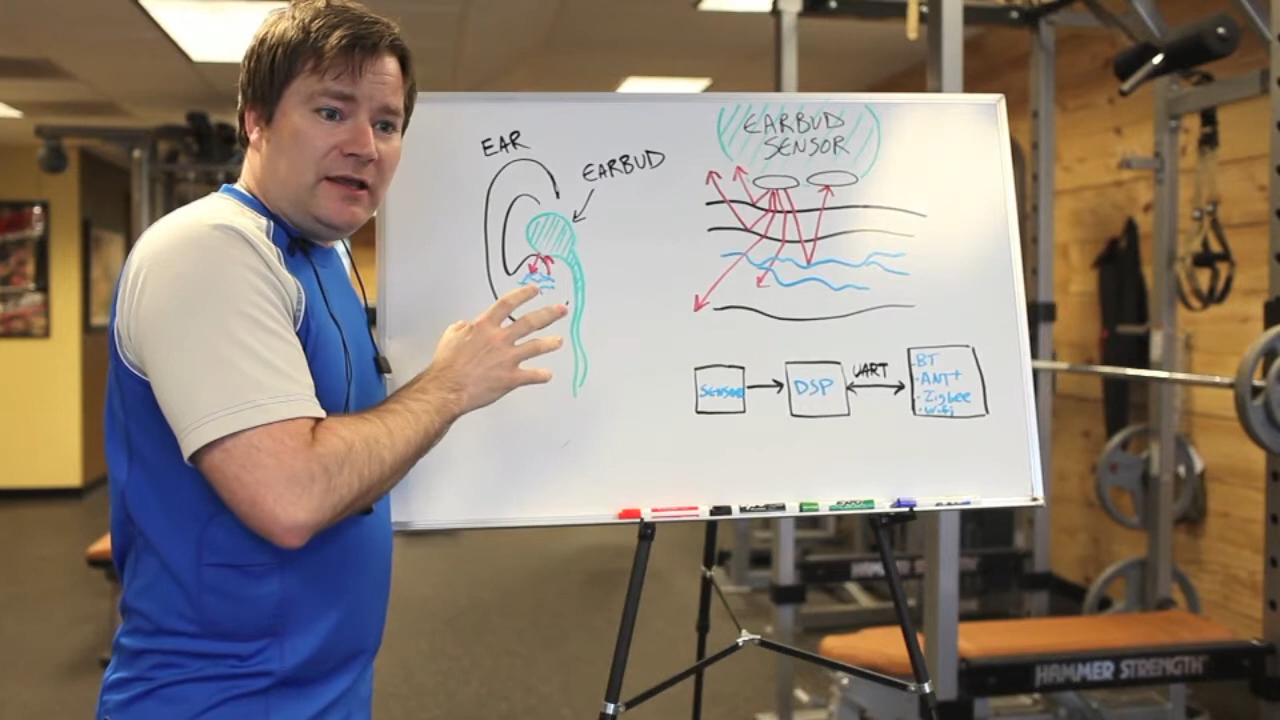 EAR
EARBUD
EARBUD
SENSOR
SENSOR
DSP
UART
·BT
·ANT+
·Zigbee
·Wifi
HAMMER STRENGTH